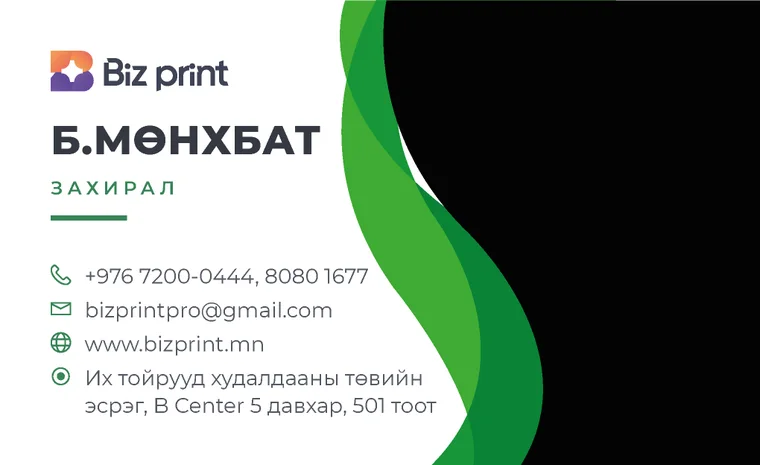 Biz print
Б.МӨНХБАТ
ЗАХИРАЛ
+976 7200-0444, 8080 1677
bizprintpro@gmail.com
www.bizprint.mn
Их тойрууд худалдааны төвийн
эсрэг, B Center 5 давхар, 501 тоот